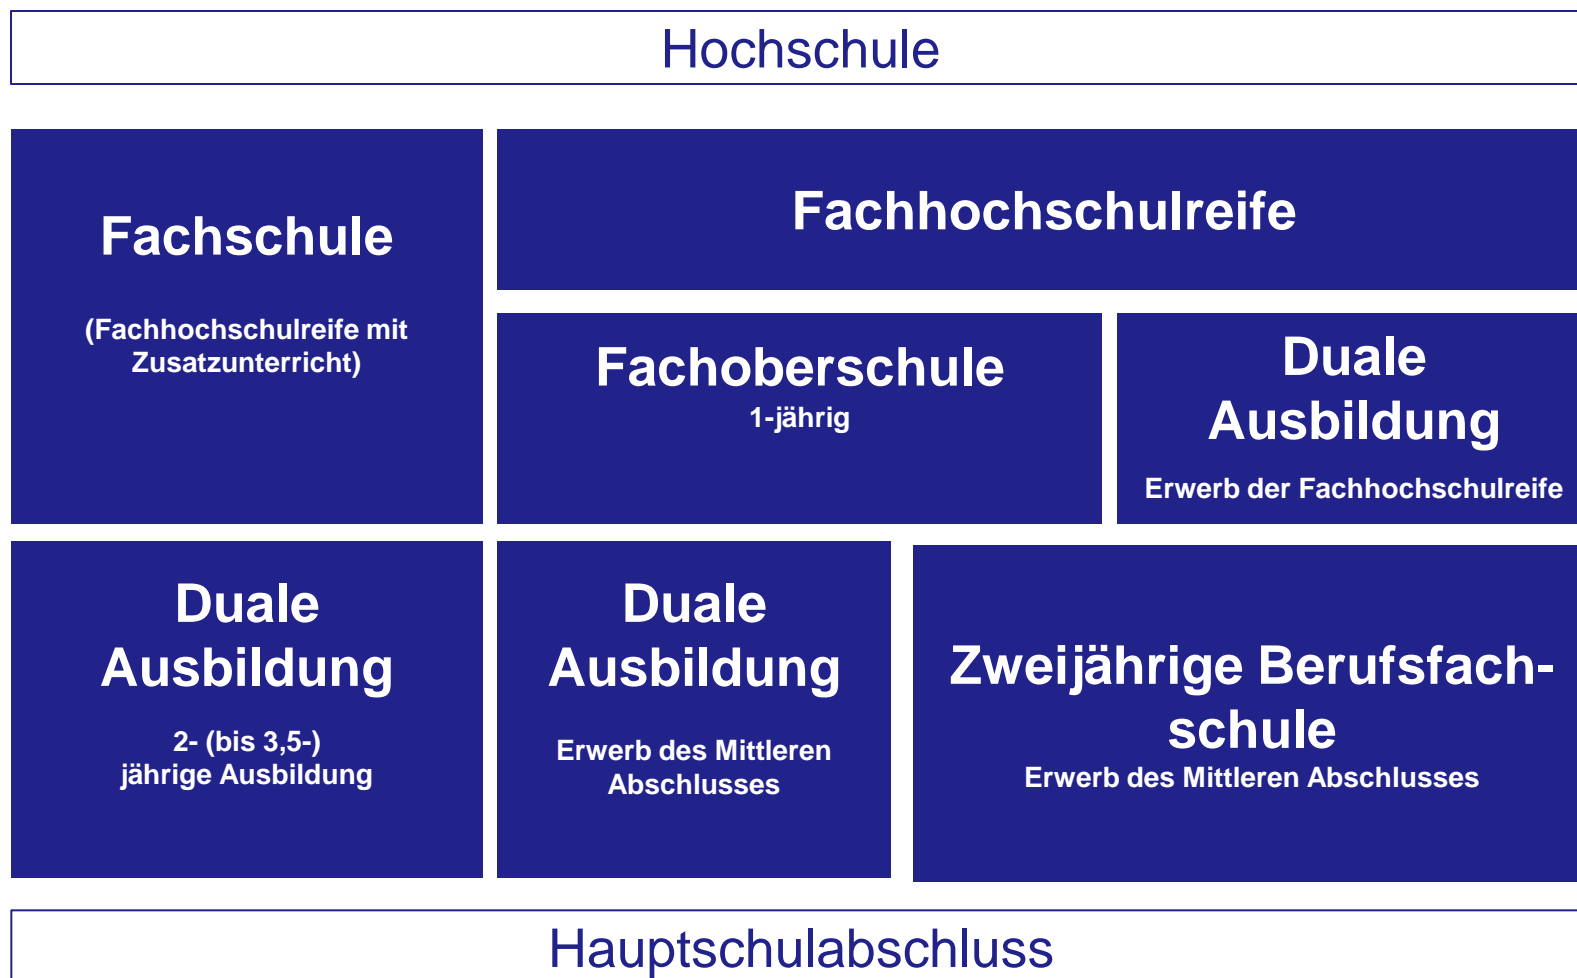 Hochschule
Fachschule
(Fachhochschulreife mit
Zusatzunterricht)
Fachhochschulreife
Fachoberschule
1-jährig
Duale
Ausbildung
Erwerb der Fachhochschulreife
Duale
Ausbildung
2- (bis 3,5-)
jährige Ausbildung
Duale
Ausbildung
Erwerb des Mittleren
Abschlusses
Zweijährige Berufsfach-
schule
Erwerb des Mittleren Abschlusses
Hauptschulabschluss